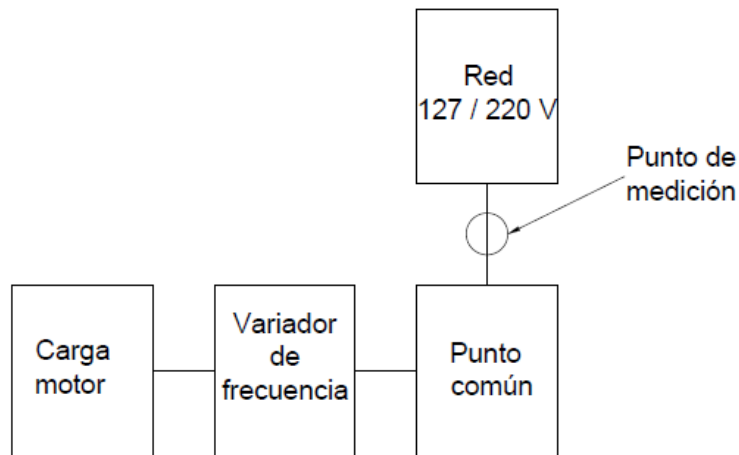 Red
127 / 220 V
Punto de
medición
Carga
motor
Variador
de
frecuencia
Punto
común